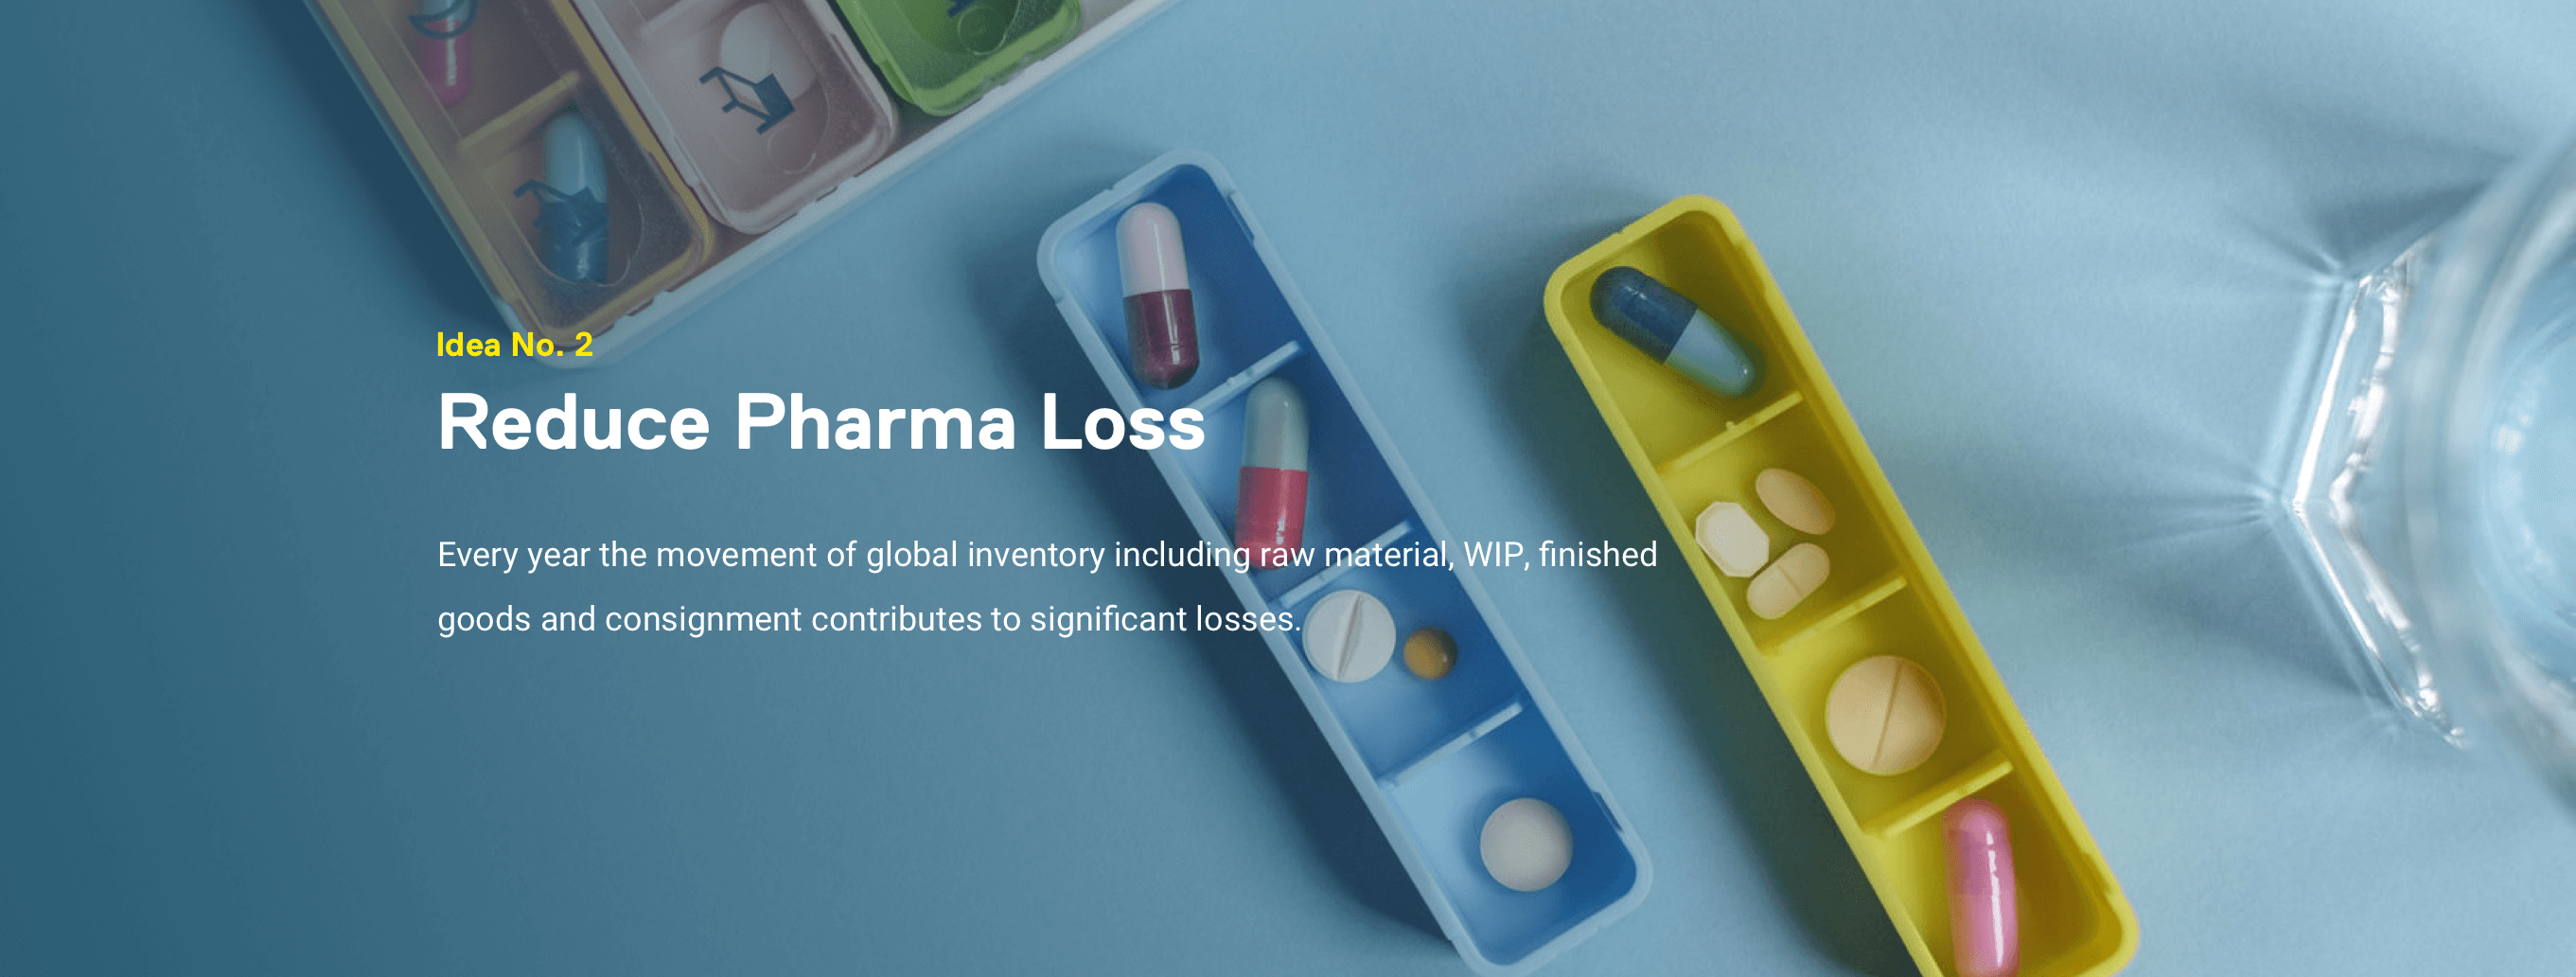 Idea No. 2
Reduce Pharma Loss
Every year the movement of global inventory including raw material, WIP, finished
goods and consignment contributes to significant losses.